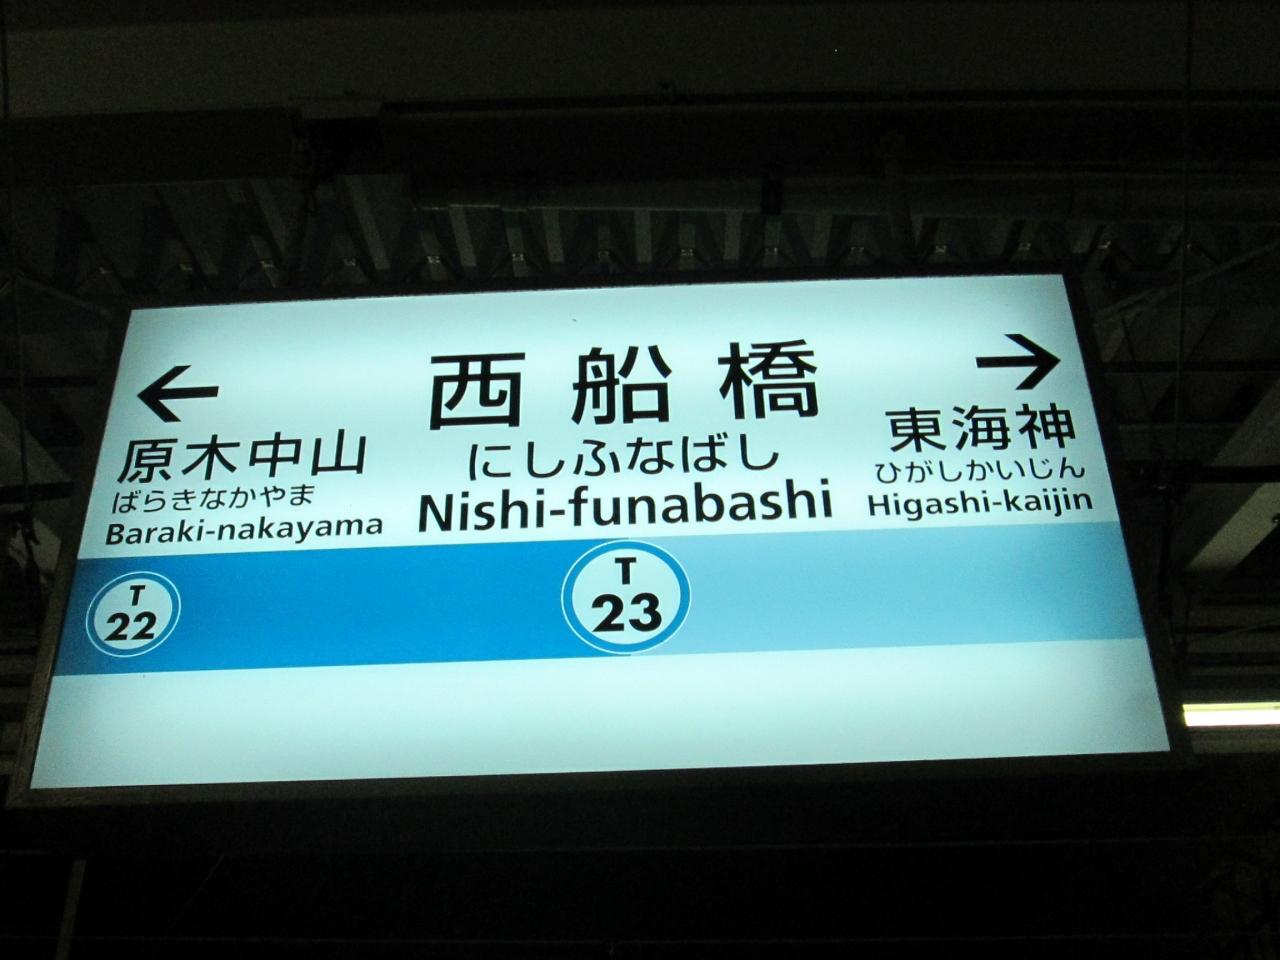 ←
西船橋
→
原木中山
にしふなばし
東海神
ばらきなかやま
Nishi-funabashi
ひがしかいじん
Baraki-nakayama
Higashi-kaijin
T
22
T
23